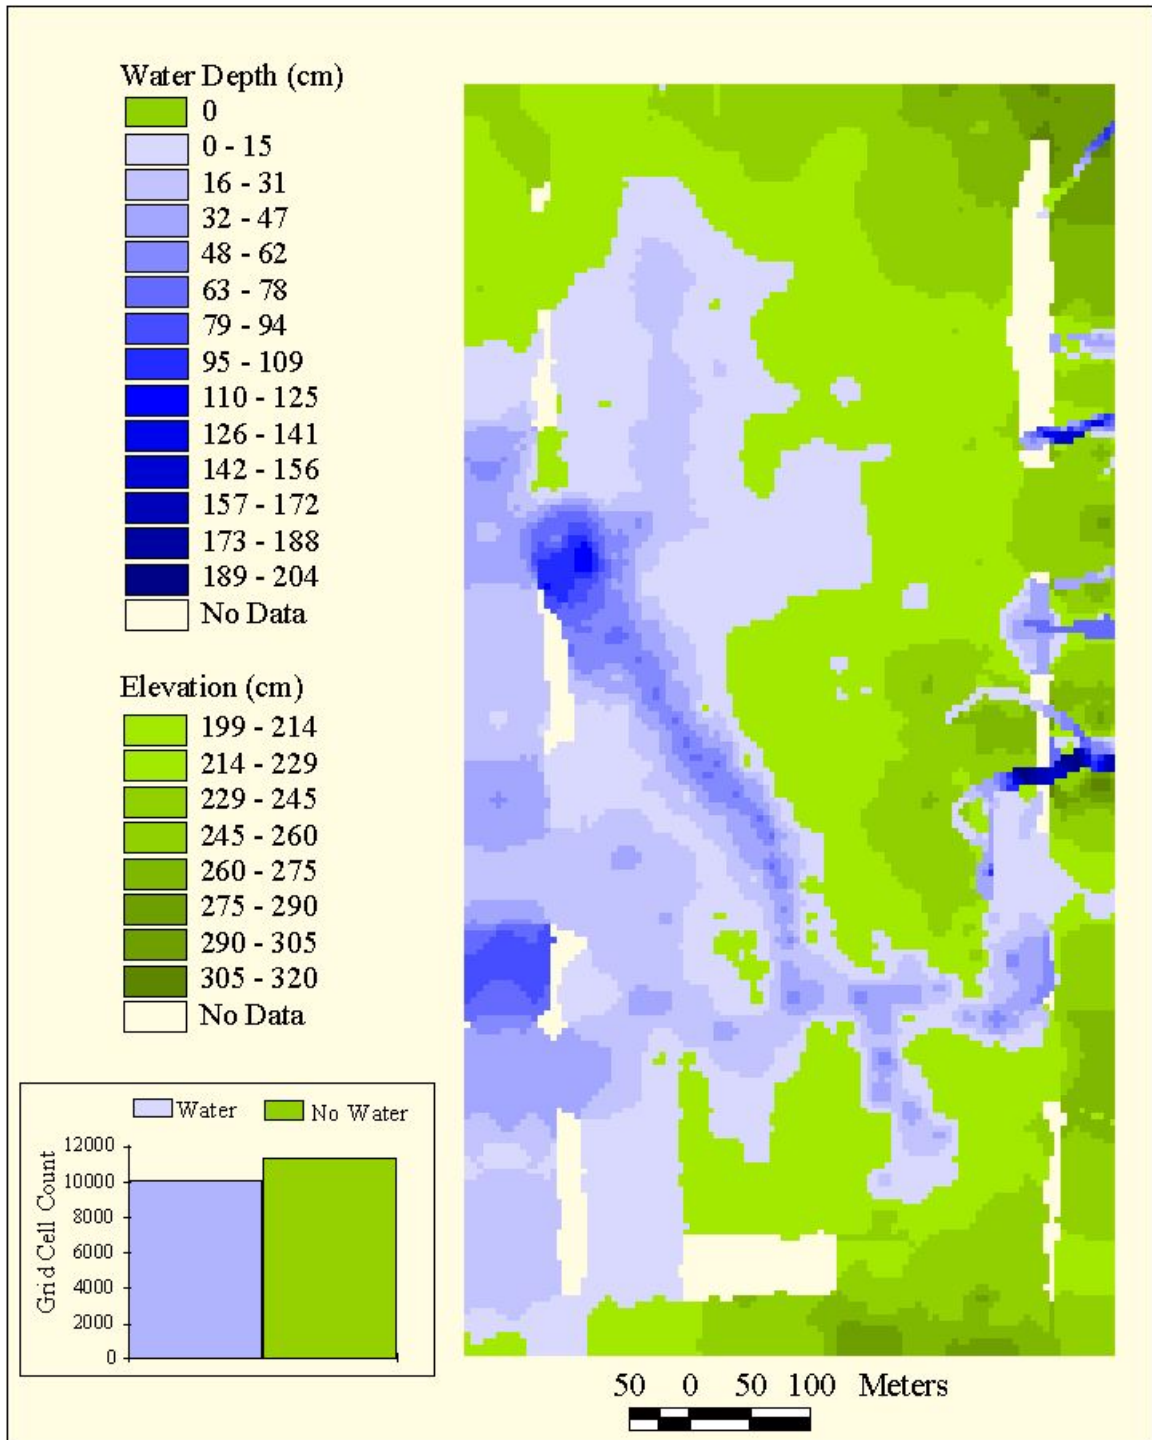 Water Depth (cm)
0
0 - 15
16 - 31
32 - 47
48 - 62
63 - 78
79 - 94
95 - 109
110 - 125
126 - 141
142 - 156
157 - 172
173 - 188
189 - 204
No Data
Elevation (cm)
199 - 214
214 - 229
229 - 245
245 - 260
260 - 275
275 - 290
290 - 305
305 - 320
No Data
Water No Water
Grid Cell Count
12000
10000
8000
6000
4000
2000
0
50 0 50 100 Meters